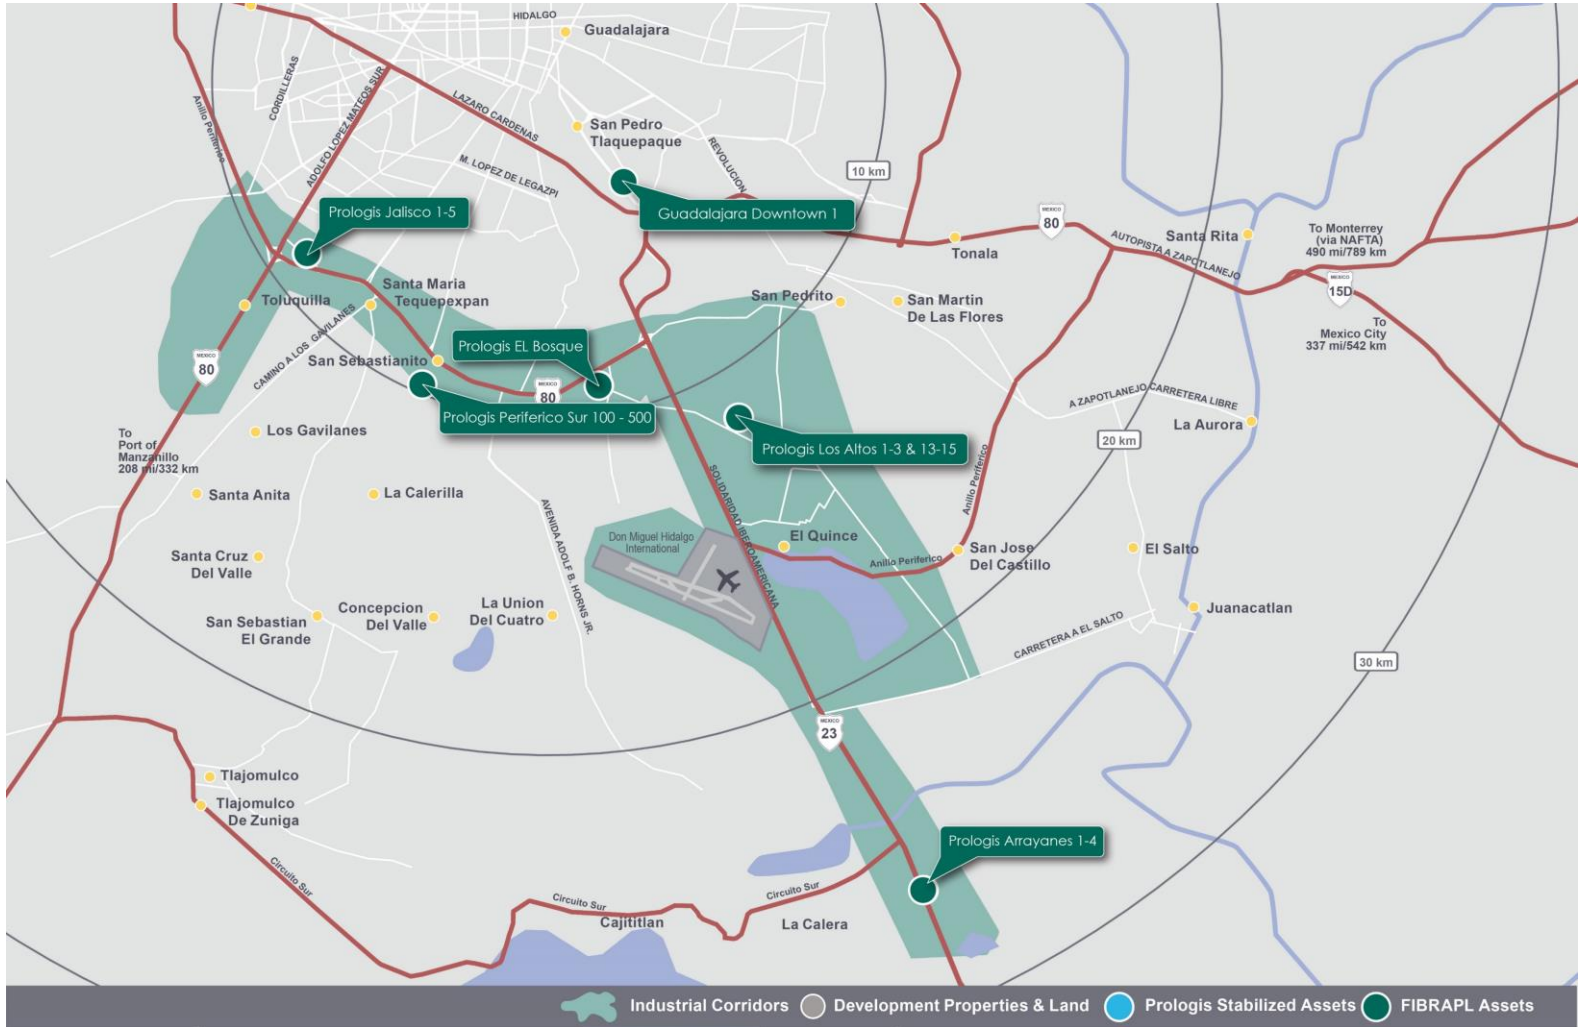 HIDALGO
Guadalajara
CORDILLERAS
ADOLFO LOPEZ MATEOS SUR
Anillo Periferico
LAZARO CARDENAS
San Pedro
Tlaquepaque
M. LOPEZ DE LEGAZPI
REVOLUCION
10 km
Prologis Jalisco 1-5
Guadalajara Downtown 1
MEXICO
80
Tonala
AUTOPISTA A ZAPOTLANEJO
Santa Rita
To Monterrey
(via NAFTA)
490 mi/789 km
MEXICO
15D
To
Mexico City
337 mi/542 km
Toluquilla
Santa Maria
Tequepexpan
San Pedrito
San Martin
De Las Flores
CAMINO A LOS GAVILANES
San Sebastianito
Prologis EL Bosque
MEXICO
80
MEXICO
80
Prologis Periferico Sur 100 - 500
A ZAPOTLANEJO CARRETERA LIBRE
La Aurora
20 km
To
Port of
Manzanillo
208 mi/332 km
Los Gavilanes
Prologis Los Altos 1-3 & 13-15
SOLIDARIDAD IBEROAMERICANA
Anillo Periferico
Santa Anita
La Calerilla
AVENIDA ADOLF B. HORNS JR.
Don Miguel Hidalgo
International
El Quince
Anillo Periferico
San Jose
Del Castillo
El Salto
Santa Cruz
Del Valle
San Sebastian
El Grande
Concepcion
Del Valle
La Union
Del Cuatro
Juanacatlan
CARRETERA A EL SALTO
30 km
MEXICO
23
Tlajomulco
Tlajomulco
De Zuniga
Prologis Arrayanes 1-4
Circuito Sur
Circuito Sur
Circuito Sur
Cajititlan
La Calera
Industrial Corridors
Development Properties & Land
Prologis Stabilized Assets
FIBRAPL Assets